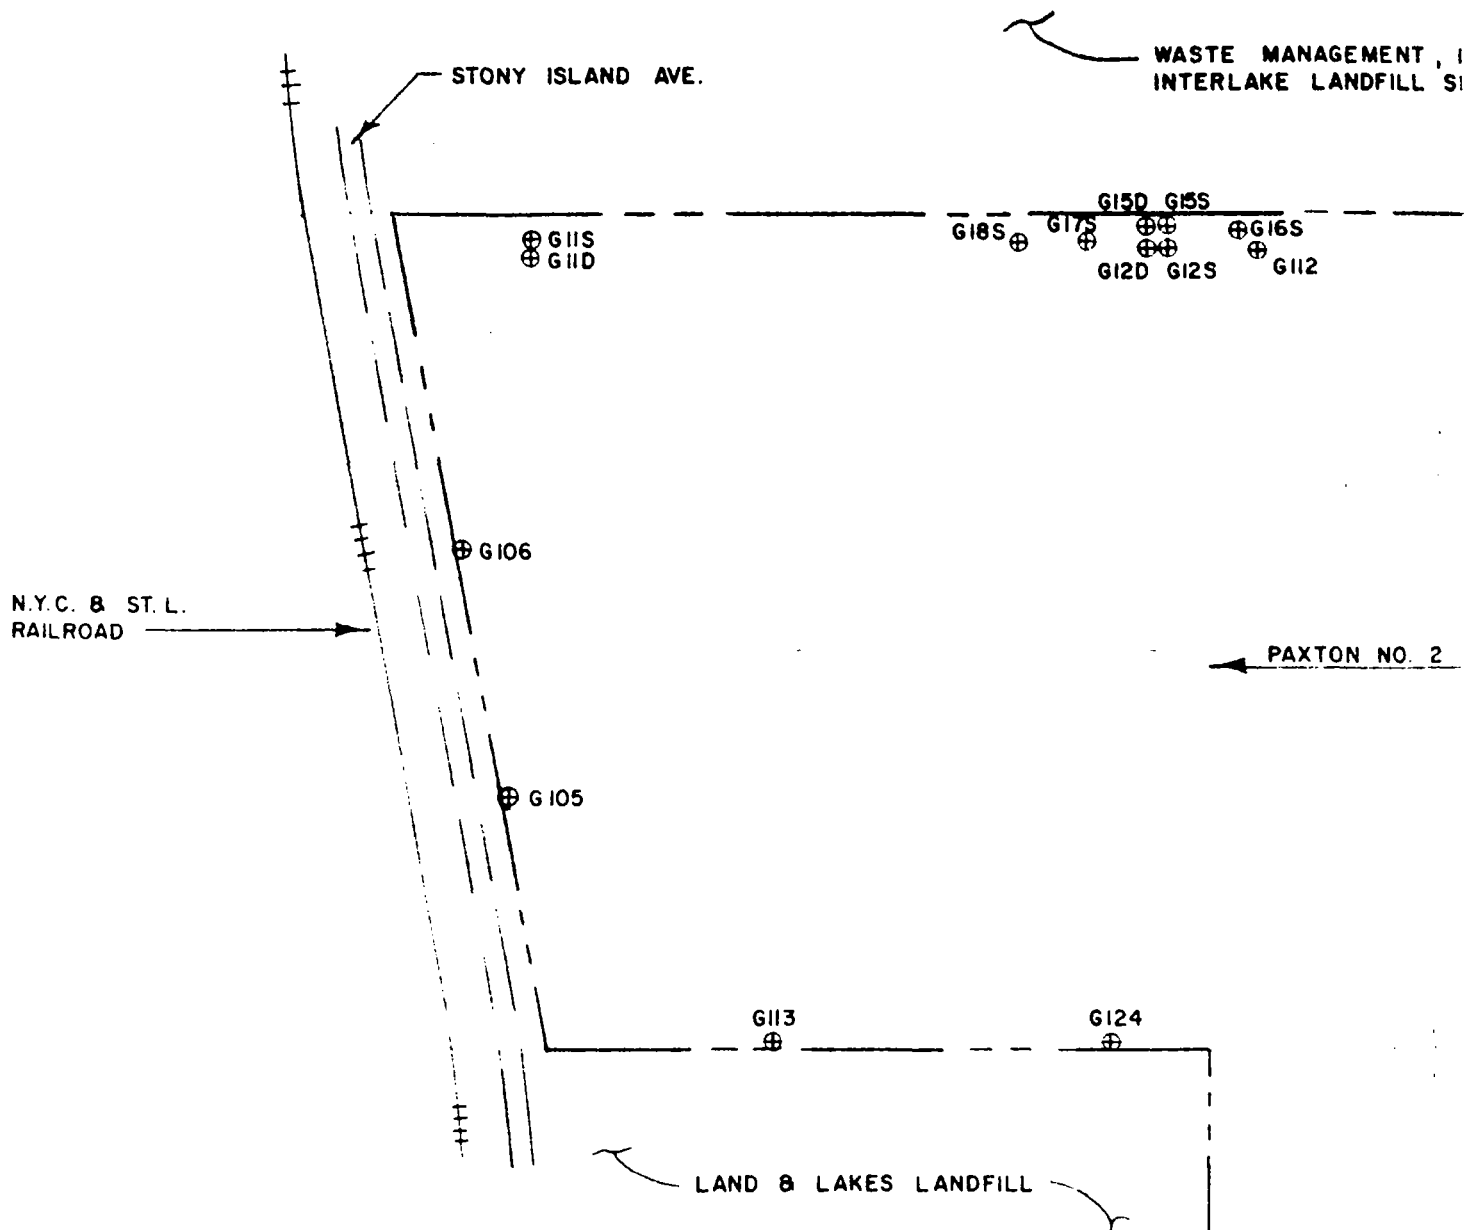 WASTE MANAGEMENT,
INTERLAKE LANDFILL
STONY ISLAND AVE.
G15D G15S
G18S G17S G16S
G11S
G11D
G12D G12S G112
G106
N.Y.C. & ST. L.
RAILROAD
PAXTON NO. 2
G105
G113 G124
LAND & LAKES LANDFILL